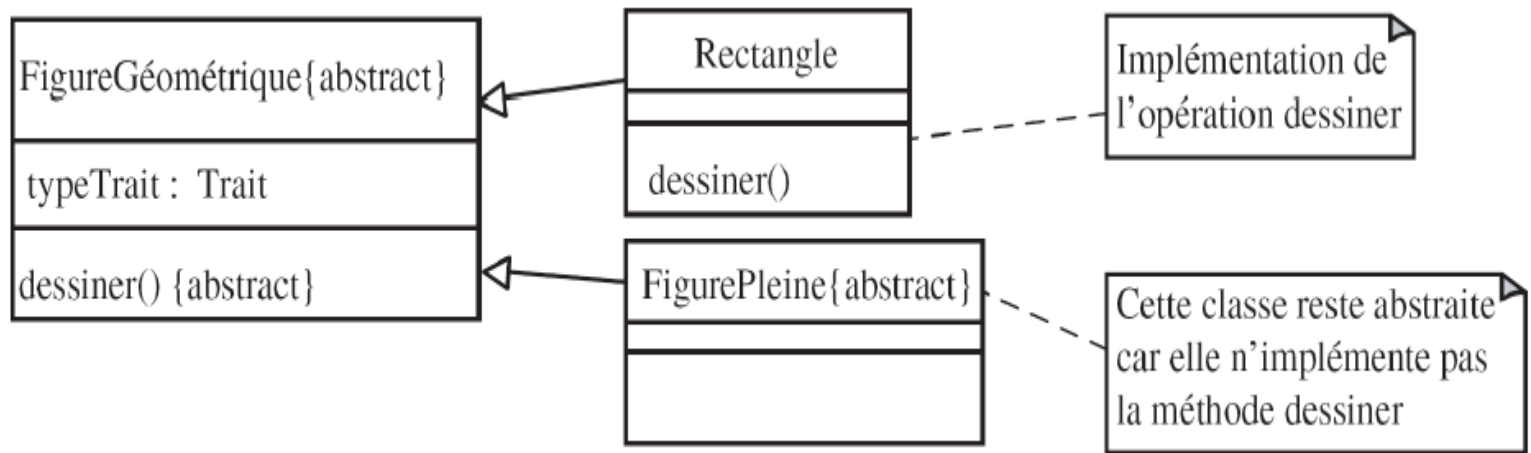 FigureGéométrique{abstract}
typeTrait : Trait
dessiner() {abstract}
Rectangle
dessiner()
Implémentation de
l’opération dessiner
FigurePleine{abstract}
Cette classe reste abstraite
car elle n’implémente pas
la méthode dessiner